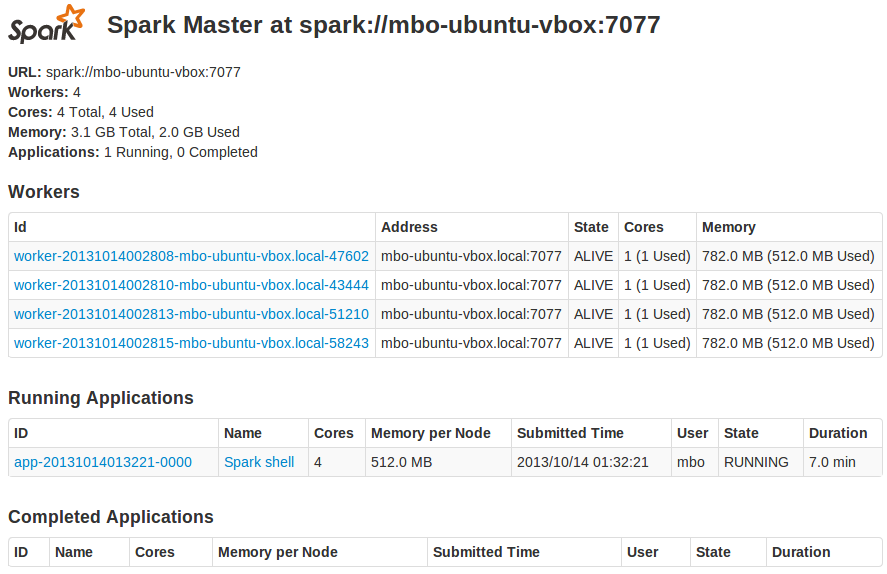 Spark Spark Master at spark://mbo-ubuntu-vbox:7077
URL: spark://mbo-ubuntu-vbox:7077
Workers: 4
Cores: 4 Total, 4 Used
Memory: 3.1 GB Total, 2.0 GB Used
Applications: 1 Running, 0 Completed
Workers
Id Address State Cores Memory
worker-20131014002808-mbo-ubuntu-vbox.local-47602 mbo-ubuntu-vbox.local:7077 ALIVE 1 (1 Used) 782.0 MB (512.0 MB Used)
worker-20131014002810-mbo-ubuntu-vbox.local-43444 mbo-ubuntu-vbox.local:7077 ALIVE 1 (1 Used) 782.0 MB (512.0 MB Used)
worker-20131014002813-mbo-ubuntu-vbox.local-51210 mbo-ubuntu-vbox.local:7077 ALIVE 1 (1 Used) 782.0 MB (512.0 MB Used)
worker-20131014002815-mbo-ubuntu-vbox.local-58243 mbo-ubuntu-vbox.local:7077 ALIVE 1 (1 Used) 782.0 MB (512.0 MB Used)
Running Applications
ID Name Cores Memory per Node Submitted Time User State Duration
app-20131014013221-0000 Spark shell 4 512.0 MB 2013/10/14 01:32:21 mbo RUNNING 7.0 min
Completed Applications
ID Name Cores Memory per Node Submitted Time User State Duration